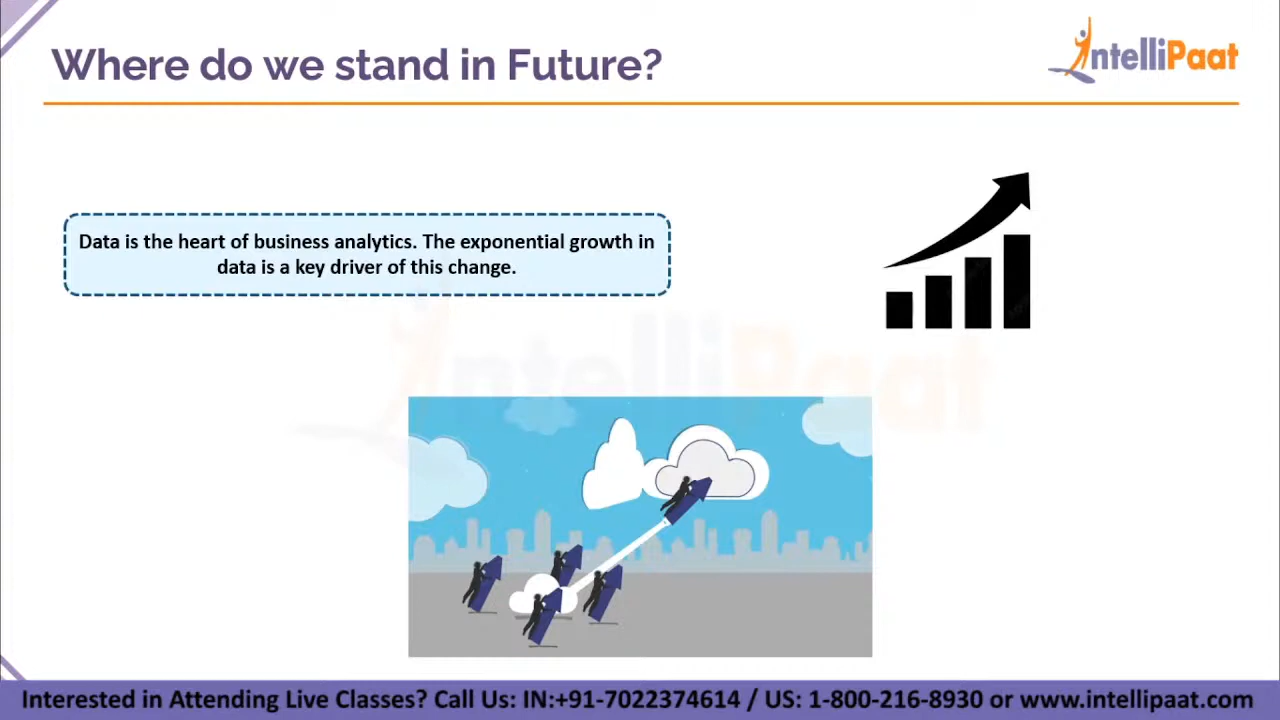 Where do we stand in Future?
IntelliPaat
Data is the heart of business analytics. The exponential growth in
data is a key driver of this change.
IntelliPaat
Interested in Attending Live Classes? Call Us: IN:+91-7022374614 / US: 1-800-216-8930 or www.intellipaat.com